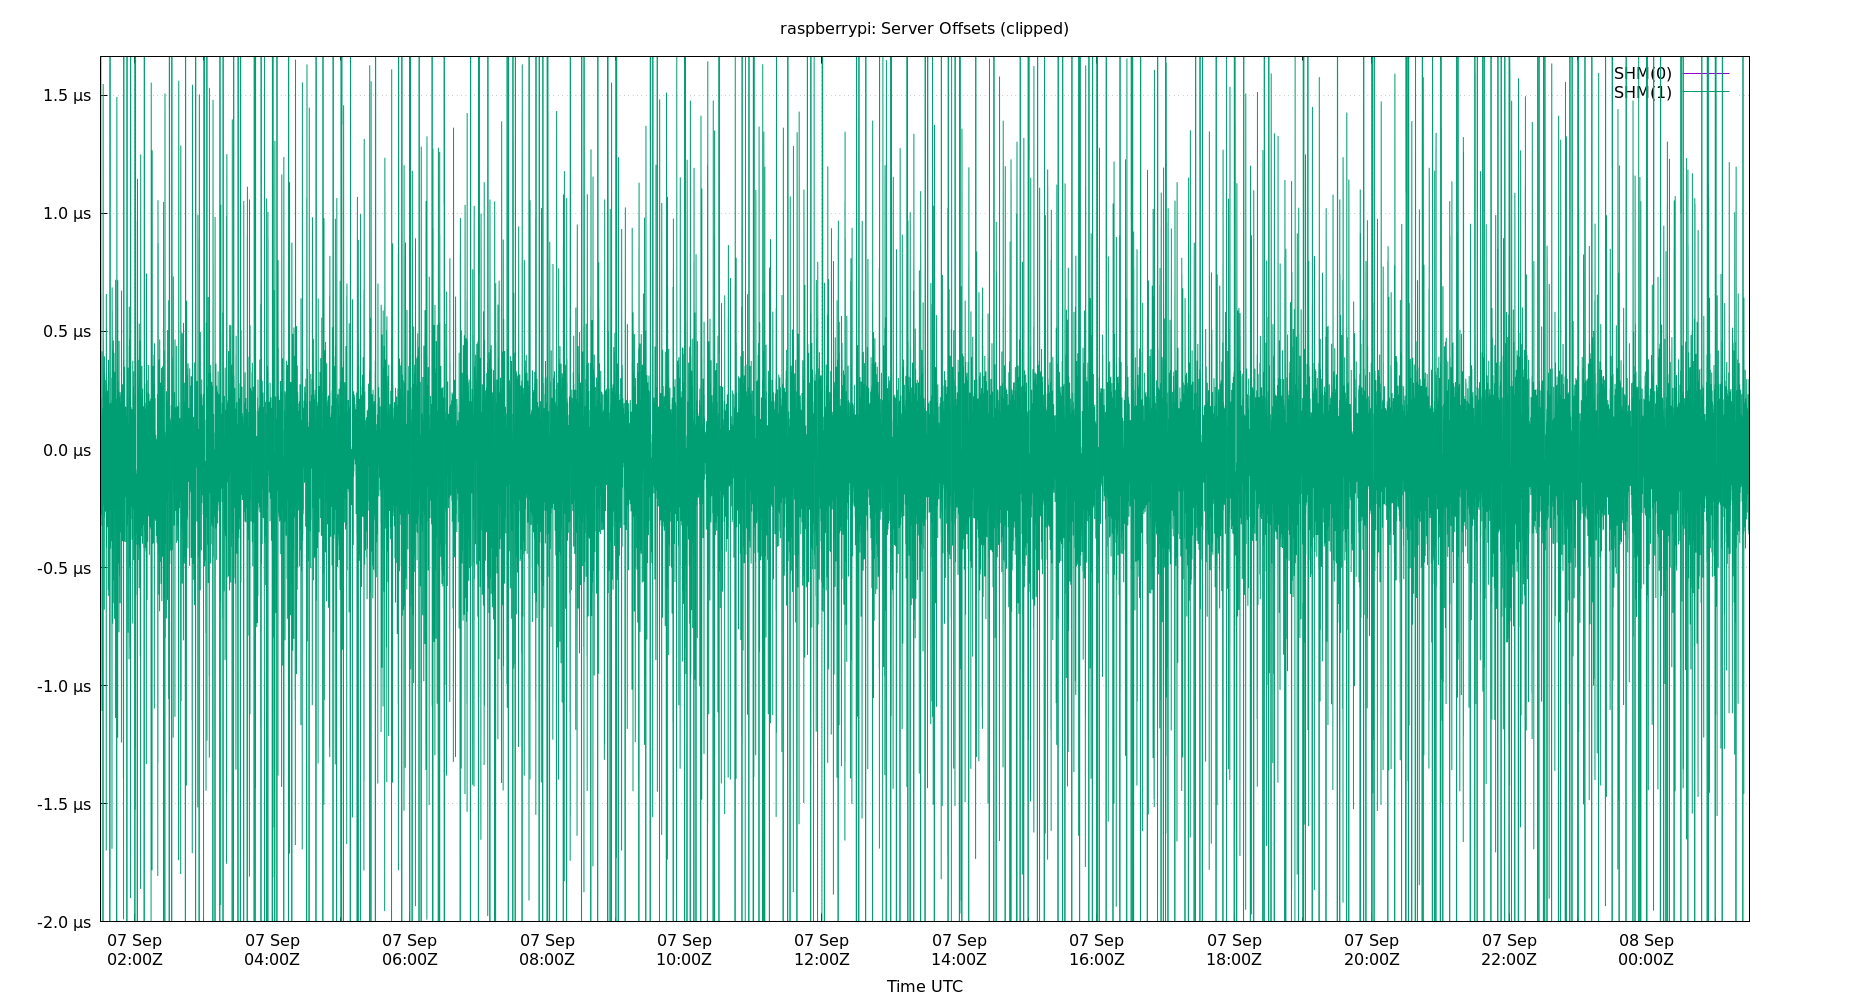 raspberrypi: Server Offsets (clipped)
SHM(0)
SHM(1)
1.5 µs
1.0 µs
0.5 µs
0.0 µs
-0.5 µs
-1.0 µs
-1.5 µs
-2.0 µs
07 Sep 07 Sep 07 Sep 07 Sep 07 Sep 07 Sep 07 Sep 07 Sep 07 Sep 07 Sep 07 Sep 08 Sep
02:00Z 04:00Z 06:00Z 08:00Z 10:00Z 12:00Z 14:00Z 16:00Z 18:00Z 20:00Z 22:00Z 00:00Z
Time UTC